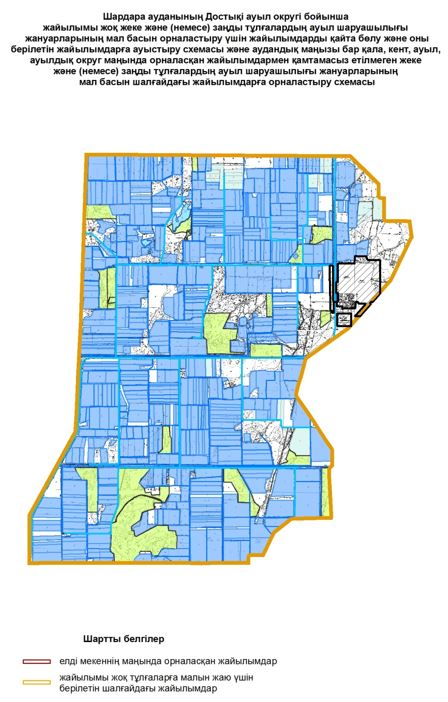 Шардара ауданының Достықі ауыл округі бойынша
жайылымы жоқ жеке және (немесе) заңды тұлғалардың ауыл шаруашылығы
жануарларының мал басын орналастыру үшін жайылымдарды қайта бөлу және оны
берілетін жайылымдарға ауыстыру схемасы және аудандық маңызы бар қала, кент, ауыл,
ауылдық округ маңында орналасқан жайылымдармен қамтамасыз етілмеген жеке
және (немесе) заңды тұлғалардың ауыл шаруашылығы жануарларының
мал басын шалғайдағы жайылымдарға орналастыру схемасы
Шартты белгілер
елді мекеннің маңында орналасқан жайылымдар
жайылымы жоқ тұлғаларға малын жаю үшін
берілетін шалғайдағы жайылымдар